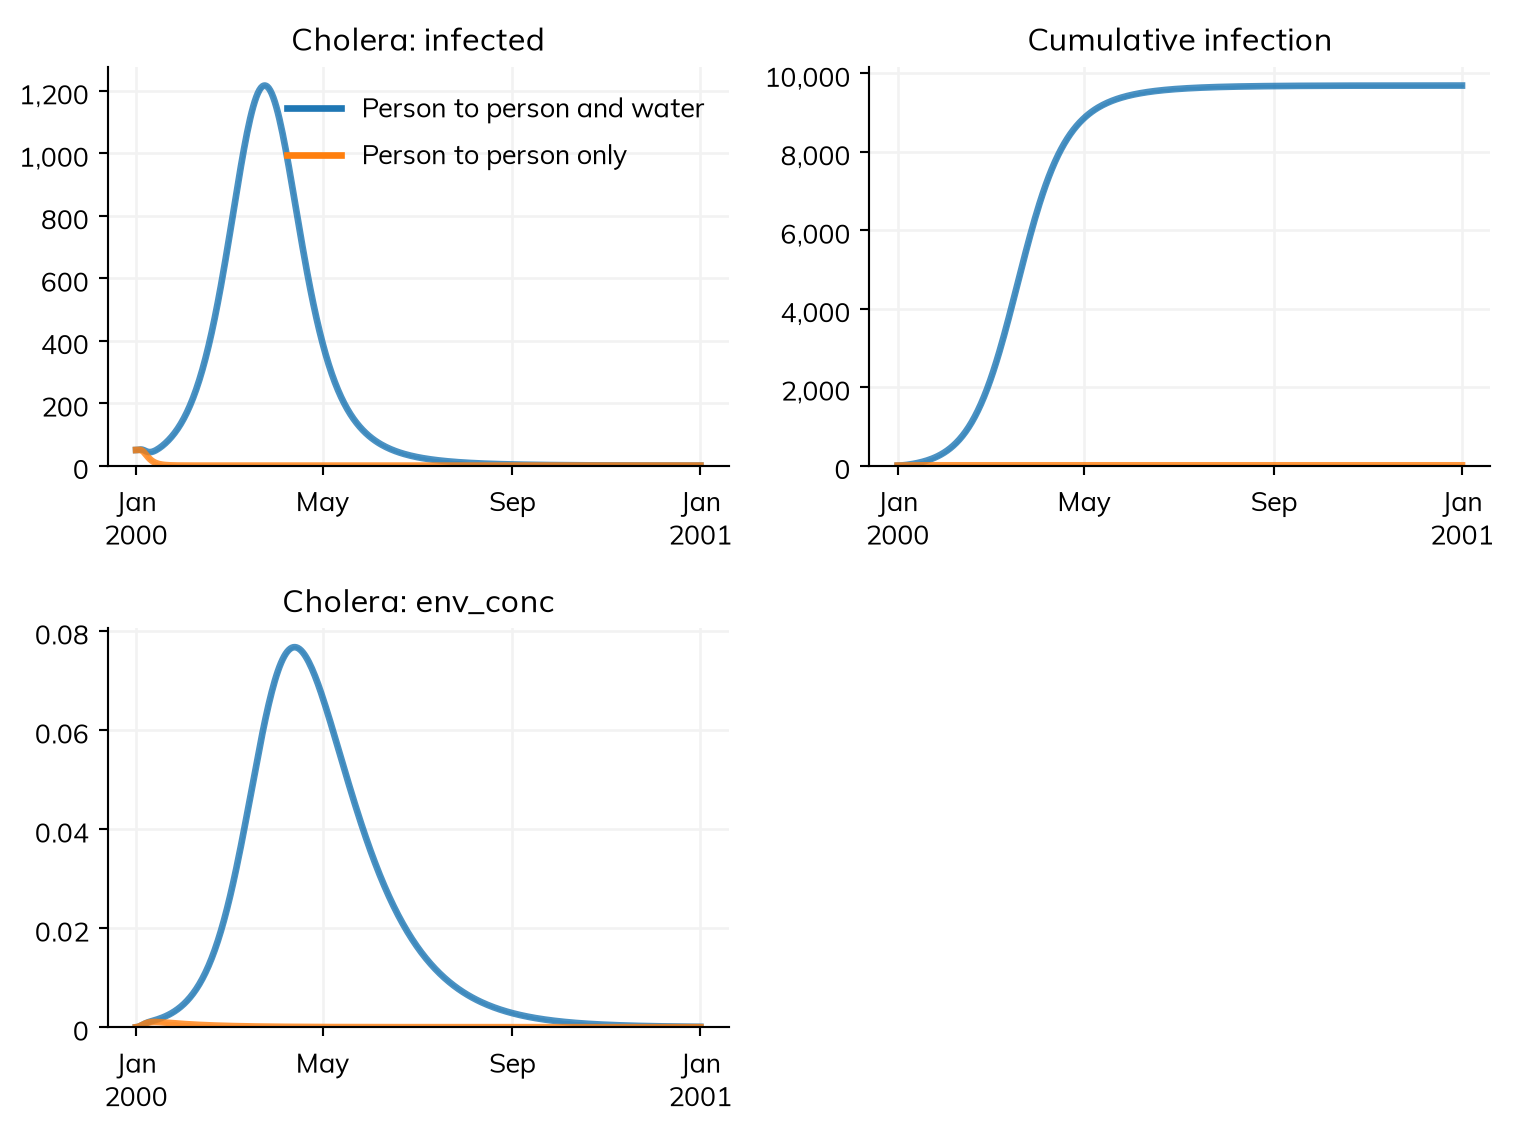 Cholera: infected
1,200
1,000
800
600
400
200
0
Jan
2000
May
Sep
Jan
2001
Person to person and water
Person to person only
Cumulative infection
10,000
8,000
6,000
4,000
2,000
0
Jan
2000
May
Sep
Jan
2001
Cholera: env_conc
0.08
0.06
0.04
0.02
0
Jan
2000
May
Sep
Jan
2001